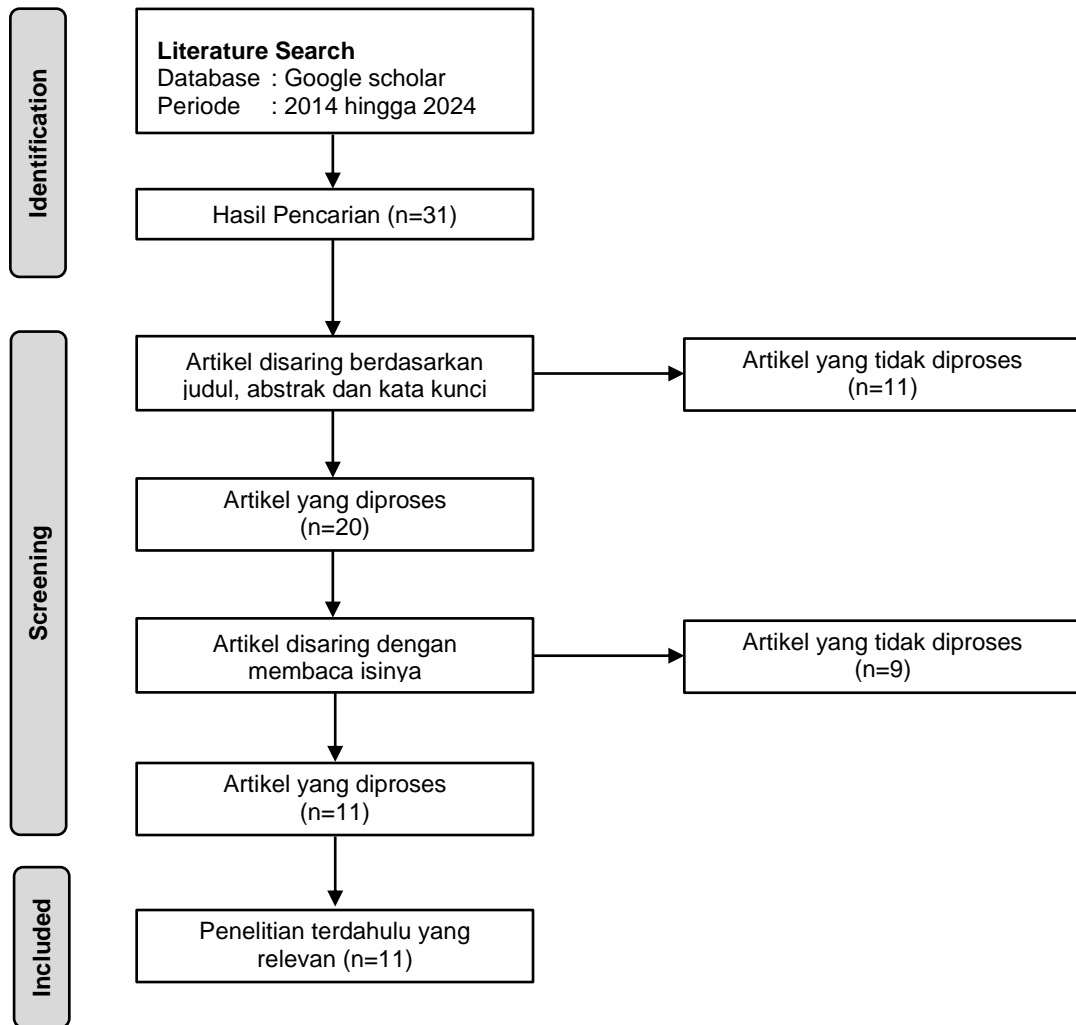 Identification
Literature Search
Database : Google scholar
Periode : 2014 hingga 2024
Hasil Pencarian (n=31)
Screening
Artikel disaring berdasarkan
judul, abstrak dan kata kunci
Artikel yang tidak diproses
(n=11)
Artikel yang diproses
(n=20)
Artikel disaring dengan
membaca isinya
Artikel yang tidak diproses
(n=9)
Artikel yang diproses
(n=11)
Included
Penelitian terdahulu yang
relevan (n=11)